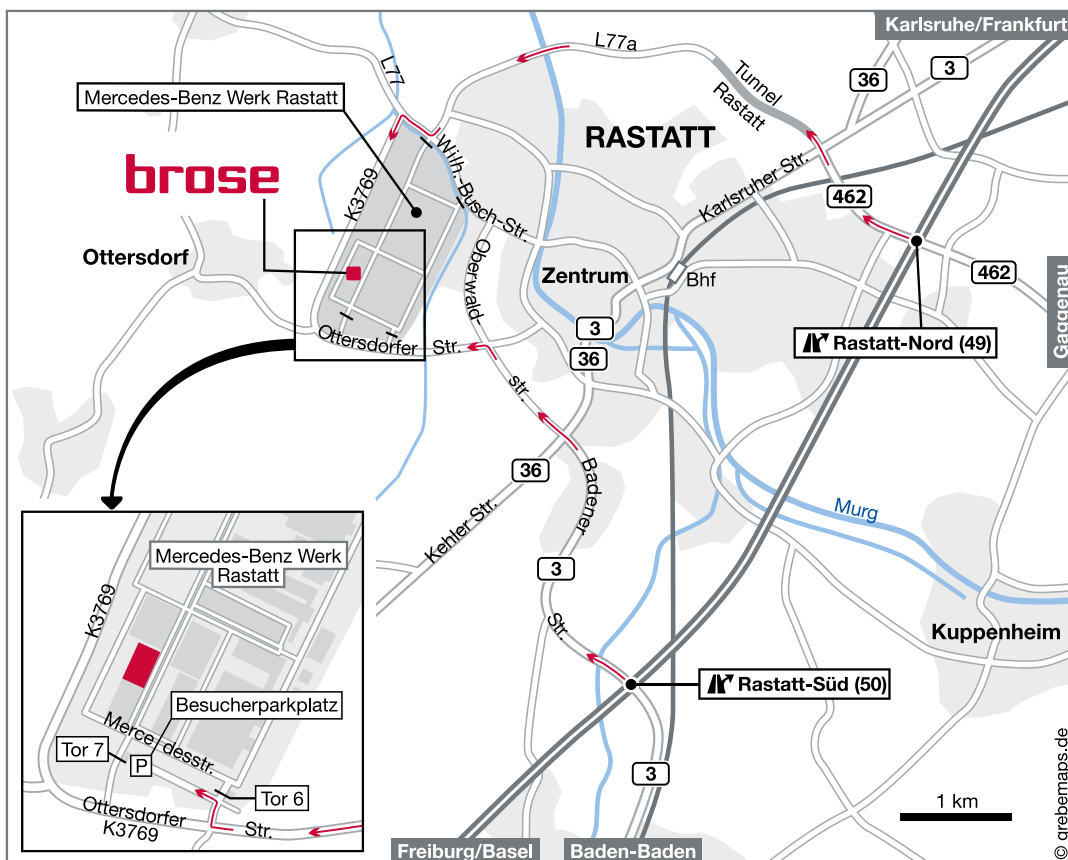 Karlsruhe/Frankfurt
L77a
36
3
L77
Tunnel
Rastatt
Mercedes-Benz Werk Rastatt
RASTATT
Karlsruher Str.
brose
Wilh.-Busch-Str.
K3769
462
Ottersdorf
Oberwald-
str.
Zentrum
Bhf
462
Gaggenau
3
36
Ottersdorfer Str.
Rastatt-Nord (49)
36
Kehler Str.
Badener
Str.
Murg
3
Kuppenheim
Rastatt-Süd (50)
3
1 km
Freiburg/Basel
Baden-Baden
Mercedes-Benz Werk
Rastatt
K3769
Besucherparkplatz
Merce desstr.
Tor 7
P
Tor 6
Ottersdorfer Str.
K3769
© grebemaps.de